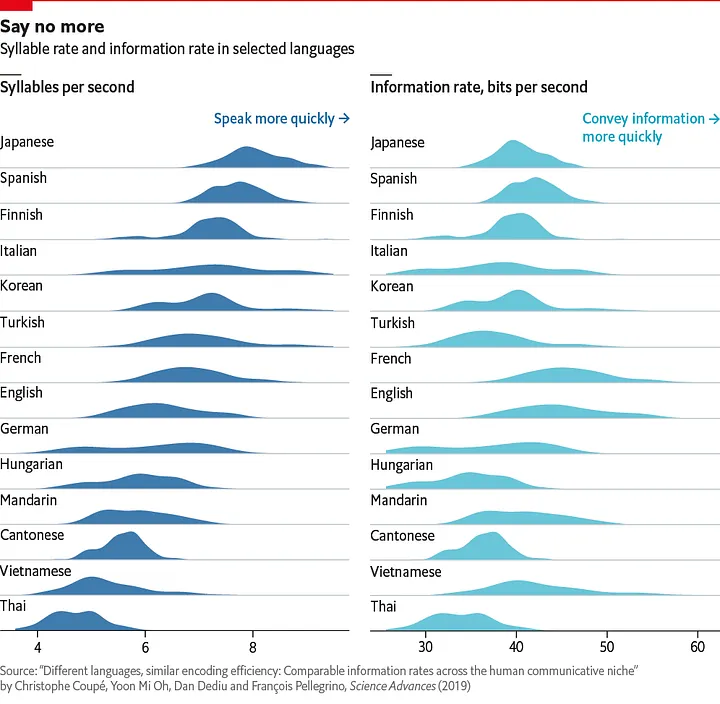 Say no more
Syllable rate and information rate in selected languages
Syllables per second
Speak more quickly →
Japanese
Spanish
Finnish
Italian
Korean
Turkish
French
English
German
Hungarian
Mandarin
Cantonese
Vietnamese
Thai
4 6 8
Information rate, bits per second
Convey information →
more quickly
Japanese
Spanish
Finnish
Italian
Korean
Turkish
French
English
German
Hungarian
Mandarin
Cantonese
Vietnamese
Thai
30 40 50 60
Source: “Different languages, similar encoding efficiency: Comparable information rates across the human communicative niche”
by Christophe Coupé, Yoon Mi Oh, Dan Dediu and François Pellegrino, Science Advances (2019)